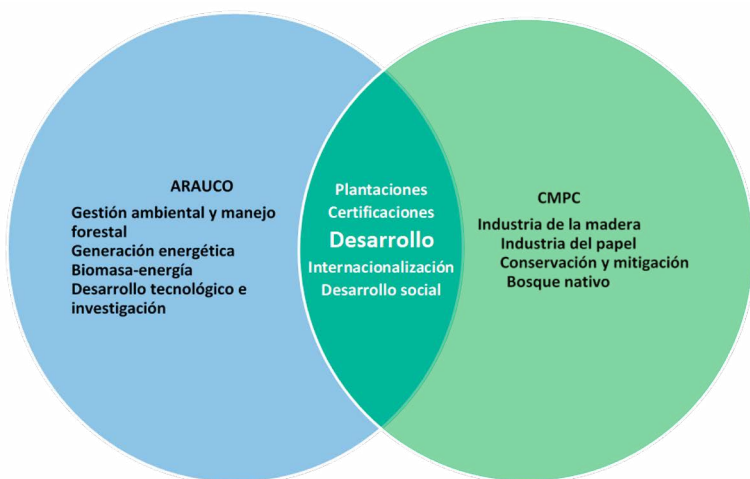 ARAUCO
Gestión ambiental y manejo
forestal
Generación energética
Biomasa-energía
Desarrollo tecnológico e
investigación
Plantaciones
Certificaciones
Desarrollo
Internacionalización
Desarrollo social
CMPC
Industria de la madera
Industria del papel
Conservación y mitigación
Bosque nativo